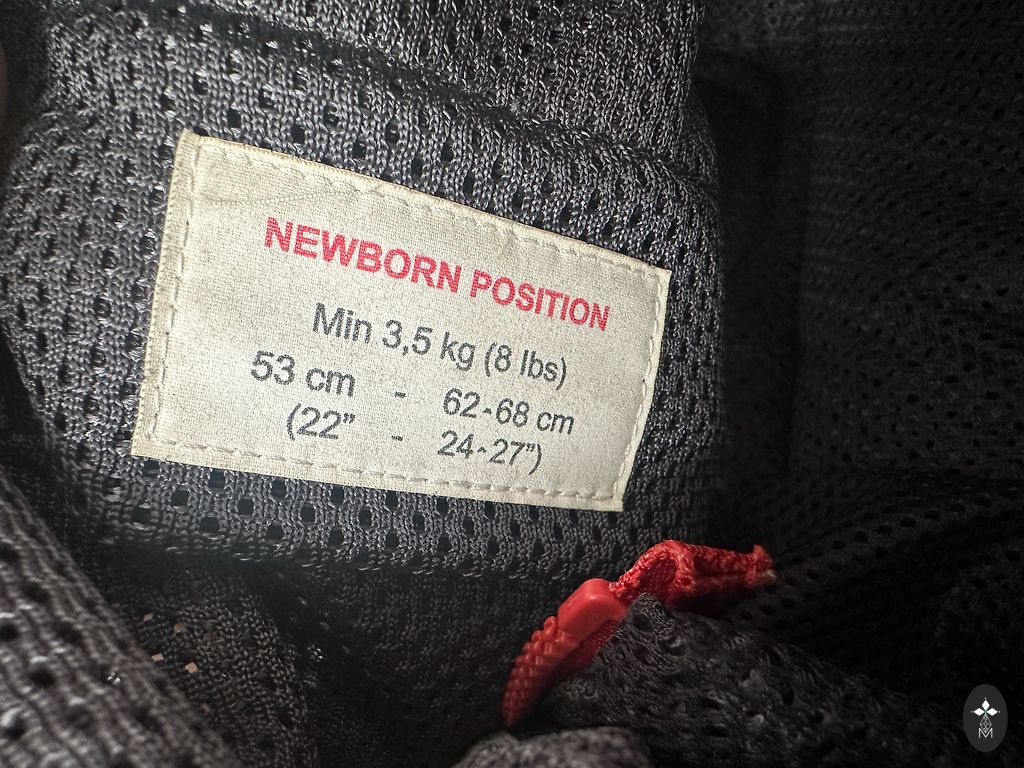 NEWBORN POSITION
Min 3,5 kg (8 lbs)
53 cm - 62-68 cm
(22” - 24-27”)
M